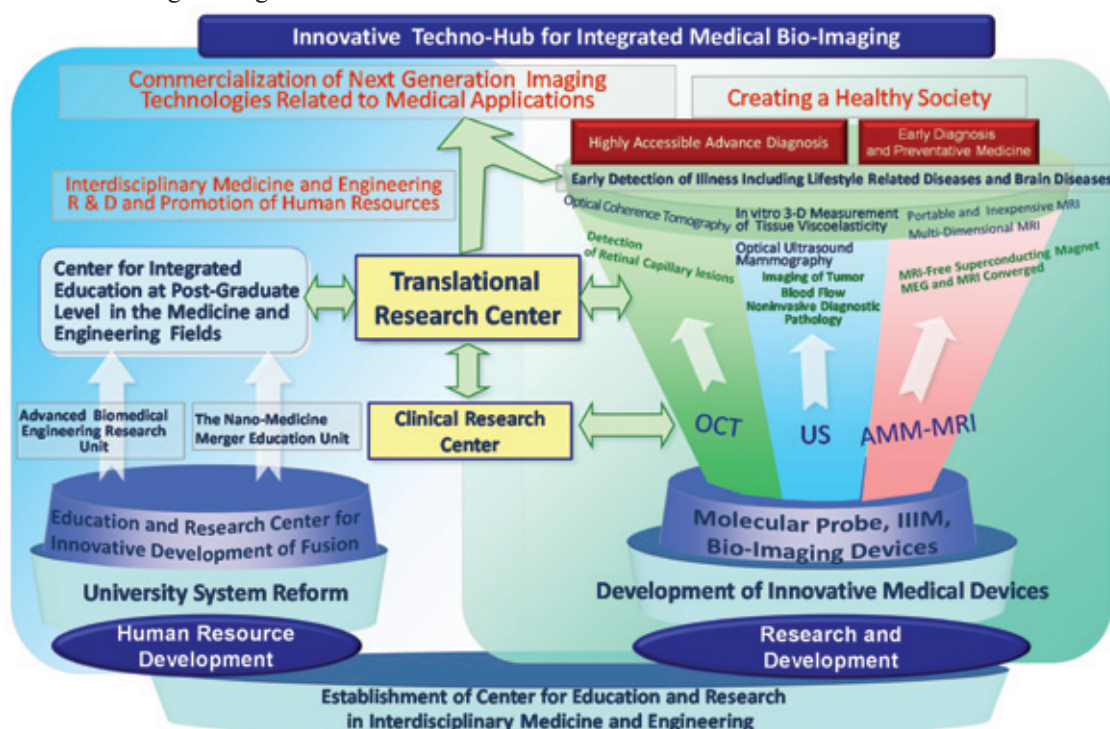 Innovative Techno-Hub for Integrated Medical Bio-Imaging
Commercialization of Next Generation Imaging
Technologies Related to Medical Applications
Creating a Healthy Society
Highly Accessible Advance Diagnosis
Early Diagnosis
and Preventative Medicine
Interdisciplinary Medicine and Engineering
R & D and Promotion of Human Resources
Early Detection of Illness Including Lifestyle Related Diseases and Brain Diseases
Optical Coherence Tomography
Detection
of Retinal Capillary lesions
In vitro 3-D Measurement
of Tissue Viscoelasticity
Optical Ultrasound
Mammography
Imaging of Tumor
Blood Flow
Noninvasive Diagnostic
Pathology
Portable and Inexpensive MRI
Multi-Dimensional MRI
MRI-Free Superconducting Magnet
MEG and MRI Converged
Center for Integrated
Education at Post-Graduate
Level in the Medicine and
Engineering Fields
Translational
Research Center
Advanced Biomedical
Engineering Research
Unit
The Nano-Medicine
Merger Education Unit
Clinical Research
Center
OCT
US
AMM-MRI
Education and Research Center for
Innovative Development of Fusion
University System Reform
Human Resource
Development
Molecular Probe, IIIM,
Bio-Imaging Devices
Development of Innovative Medical Devices
Research and
Development
Establishment of Center for Education and Research
in Interdisciplinary Medicine and Engineering